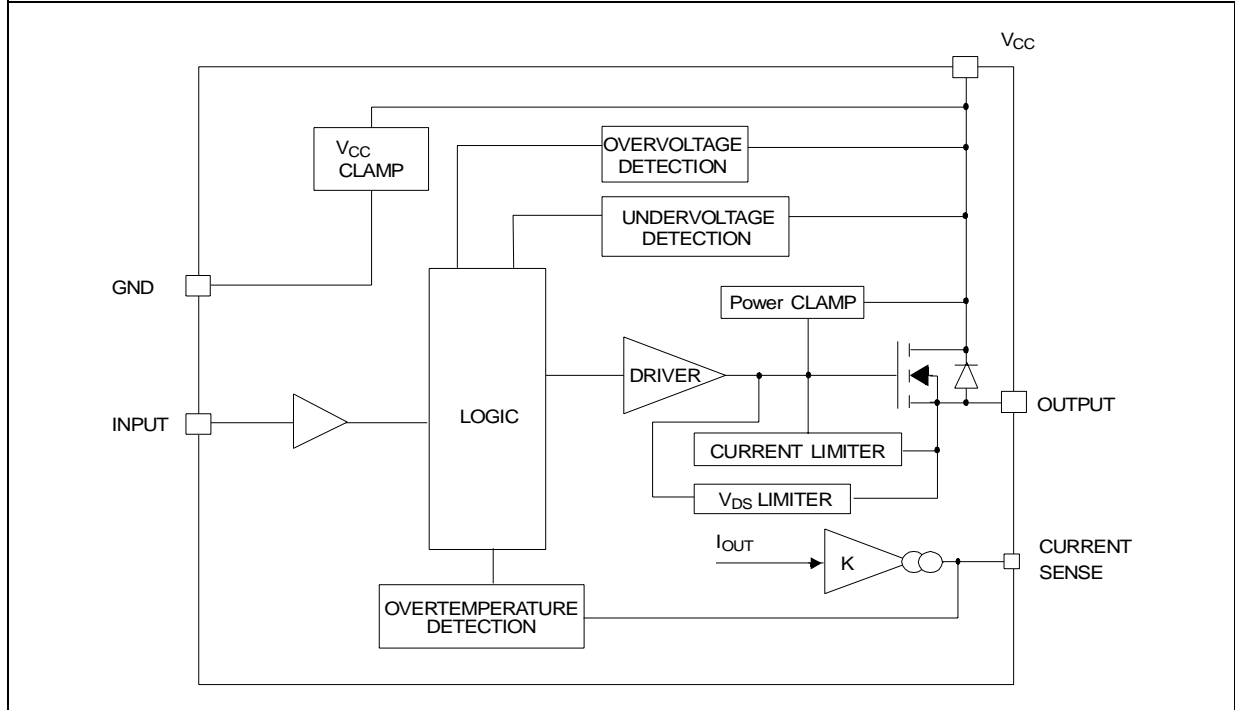 VCC
VCC
CLAMP
OVERVOLTAGE
DETECTION
UNDERVOLTAGE
DETECTION
GND
Power CLAMP
DRIVER
LOGIC
INPUT
OUTPUT
CURRENT LIMITER
VDS LIMITER
IOUT
K
CURRENT
SENSE
OVERTEMPERATURE
DETECTION